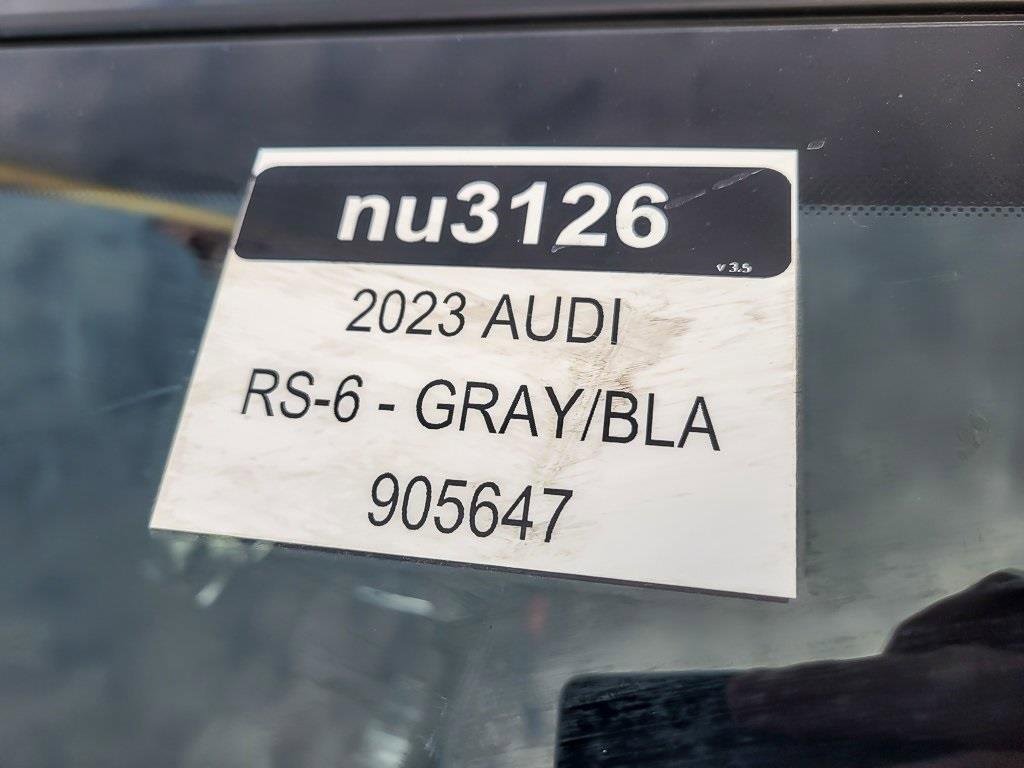 nu3126
v 3.5
2023 AUDI
RS-6 - GRAY/BLA
905647